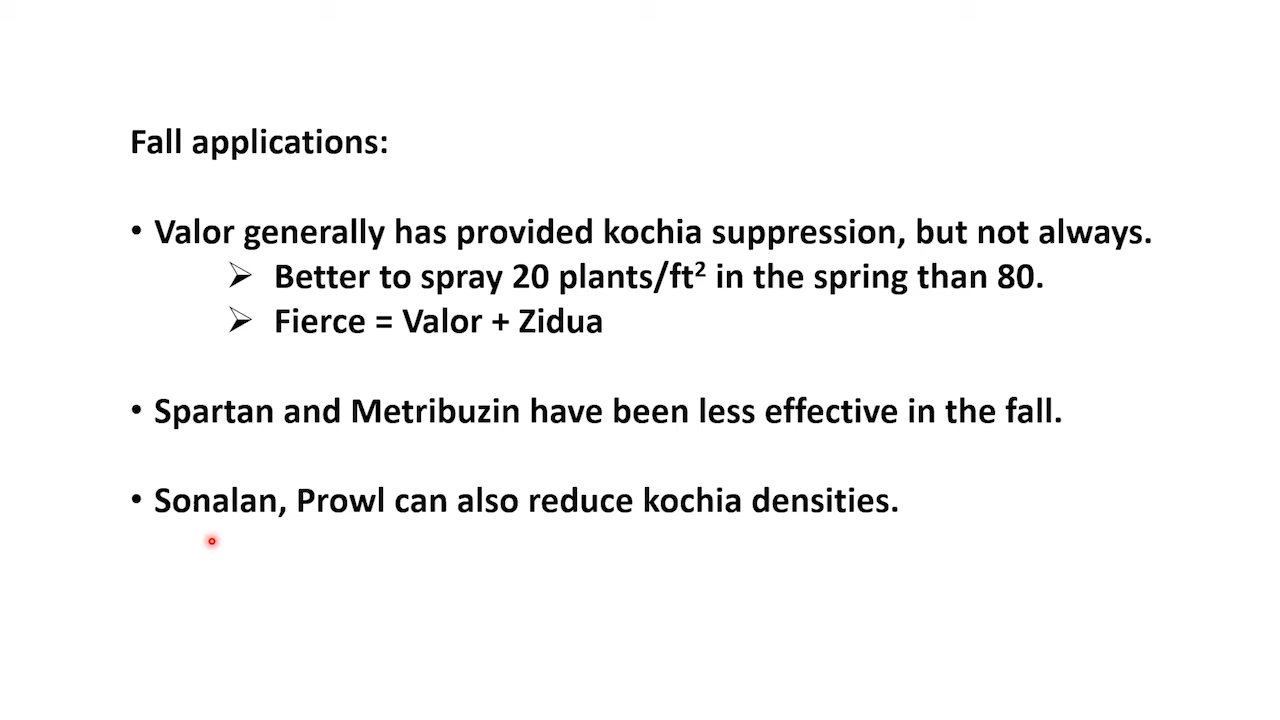 Fall applications:
• Valor generally has provided kochia suppression, but not always.
➢ Better to spray 20 plants/ft² in the spring than 80.
➢ Fierce = Valor + Zidua
• Spartan and Metribuzin have been less effective in the fall.
• Sonalan, Prowl can also reduce kochia densities.